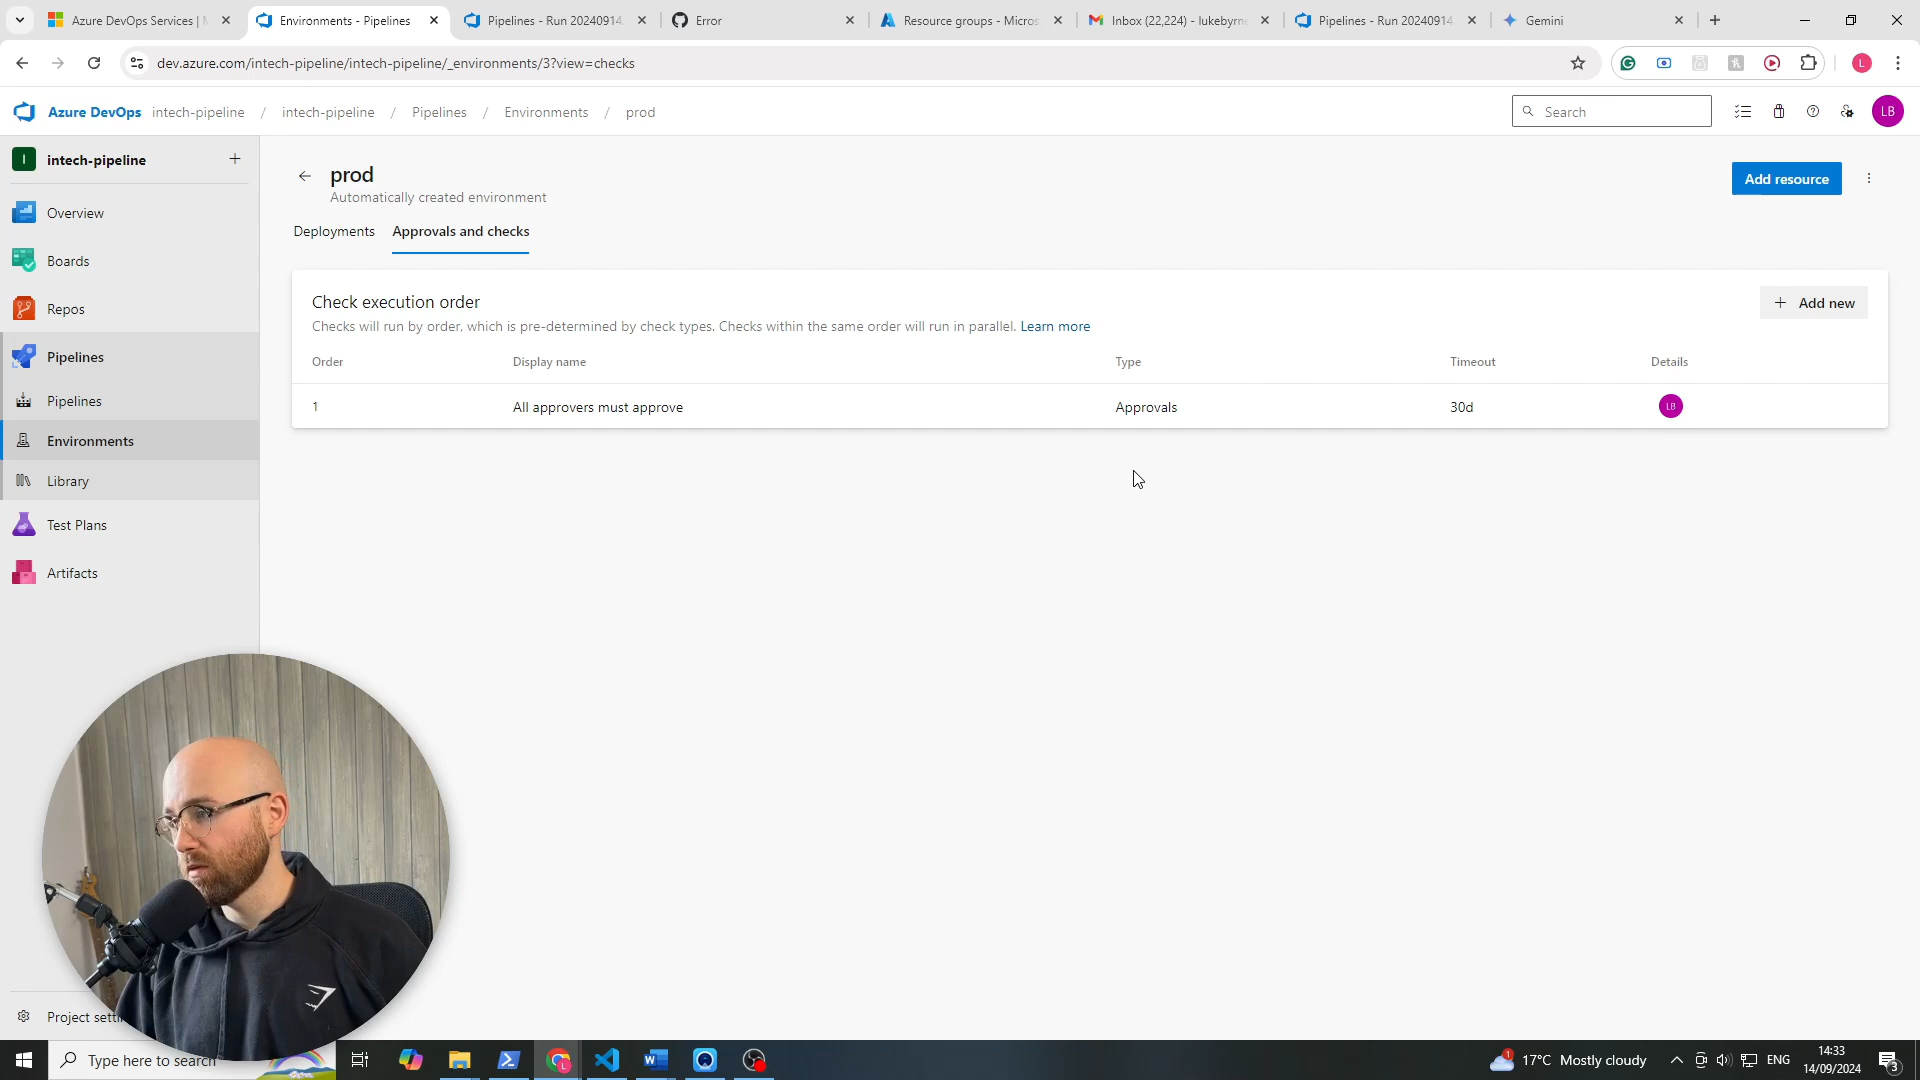 Azure DevOps Services | M
Environments - Pipelines
Pipelines - Run 20240914.
Error
Resource groups - Micros
Inbox (22,224) - lukebyrne
Pipelines - Run 20240914
Gemini
dev.azure.com/intech-pipeline/intech-pipeline/_environments/3?view=checks
L
Azure DevOps intech-pipeline / intech-pipeline / Pipelines / Environments / prod
Search
LB
I intech-pipeline
Overview
Boards
Repos
Pipelines
Pipelines
Environments
Library
Test Plans
Artifacts
Project setti
prod
Automatically created environment
Add resource
Deployments Approvals and checks
Check execution order
Add new
Checks will run by order, which is pre-determined by check types. Checks within the same order will run in parallel. Learn more
Order Display name Type Timeout Details
1 All approvers must approve Approvals 30d LB
Type here to search
17°C Mostly cloudy
ENG
14:33
14/09/2024
3